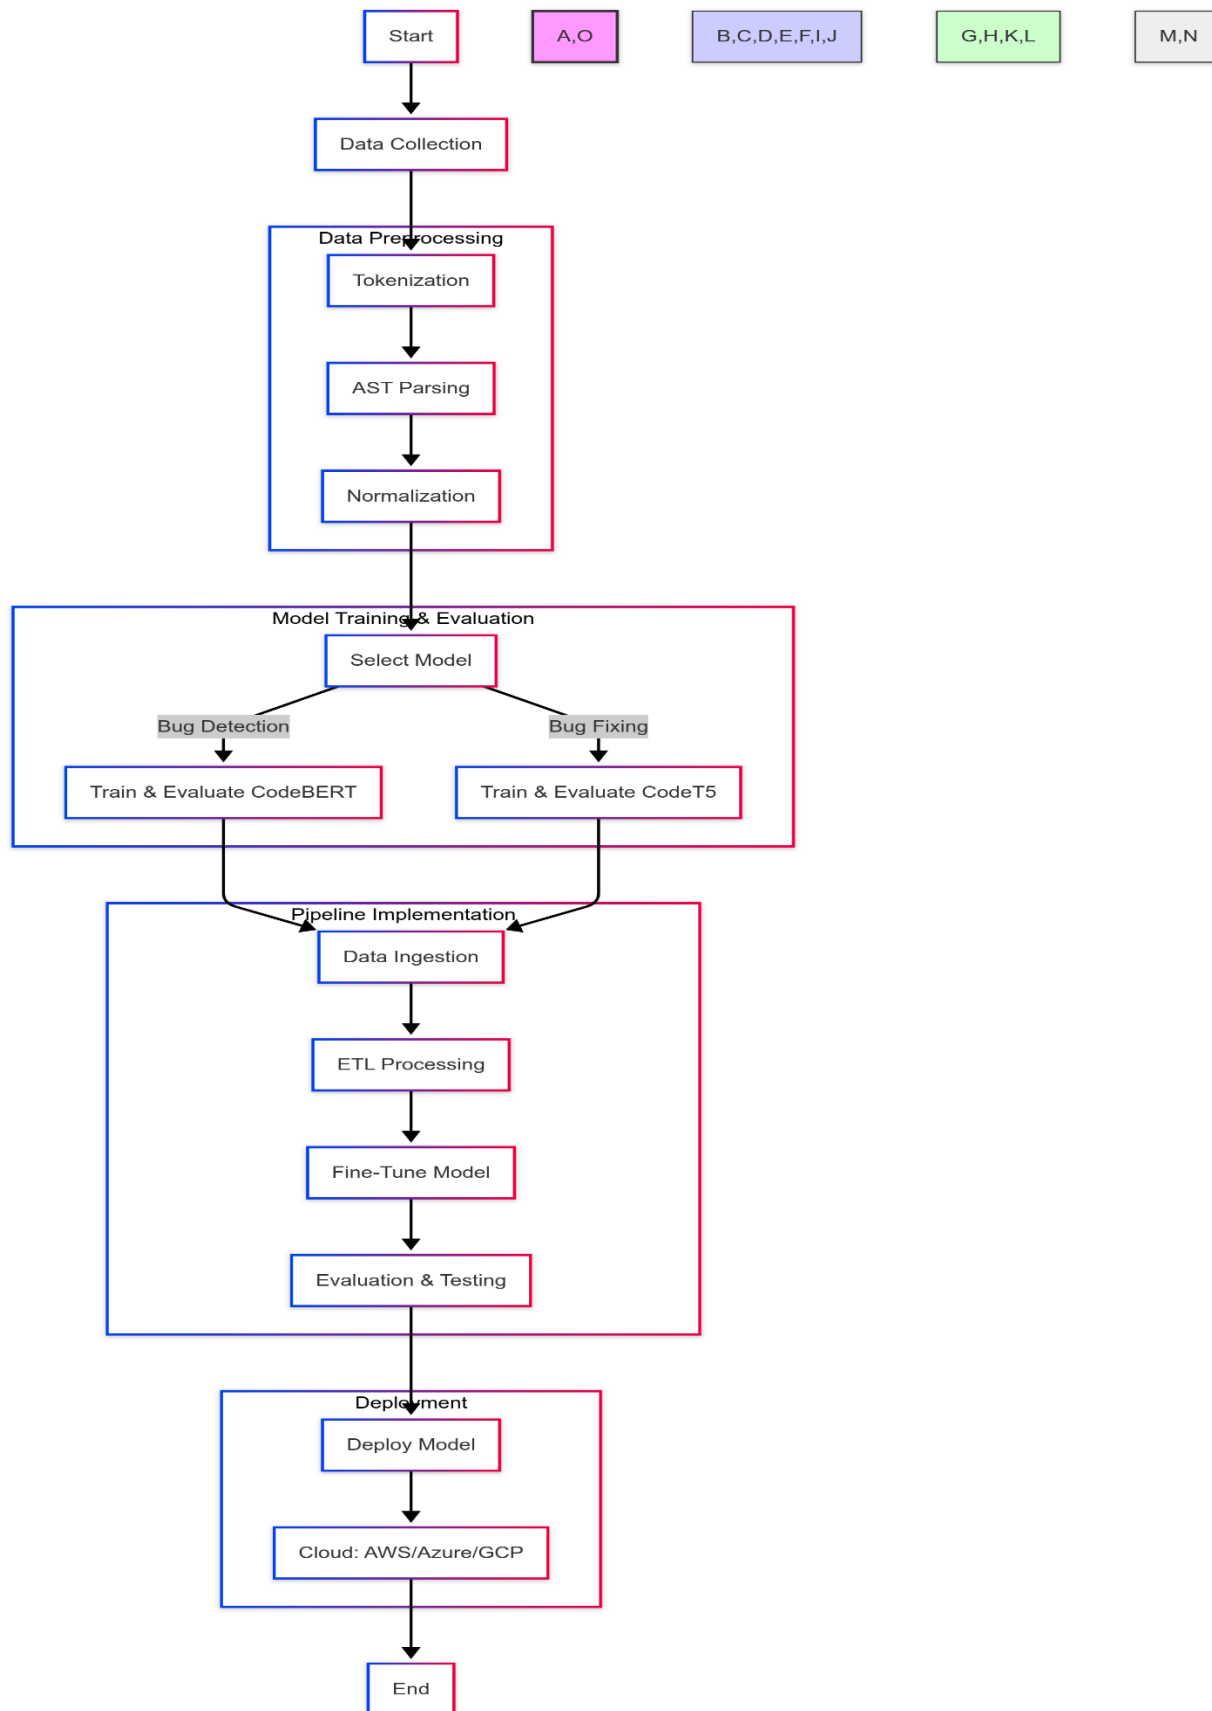 Start
A,O
B,C,D,E,F,I,J
G,H,K,L
M,N
Data Collection
Data Preprocessing
Tokenization
AST Parsing
Normalization
Model Training & Evaluation
Select Model
Bug Detection
Bug Fixing
Train & Evaluate CodeBERT
Train & Evaluate CodeT5
Pipeline Implementation
Data Ingestion
ETL Processing
Fine-Tune Model
Evaluation & Testing
Deployment
Deploy Model
Cloud: AWS/Azure/GCP
End